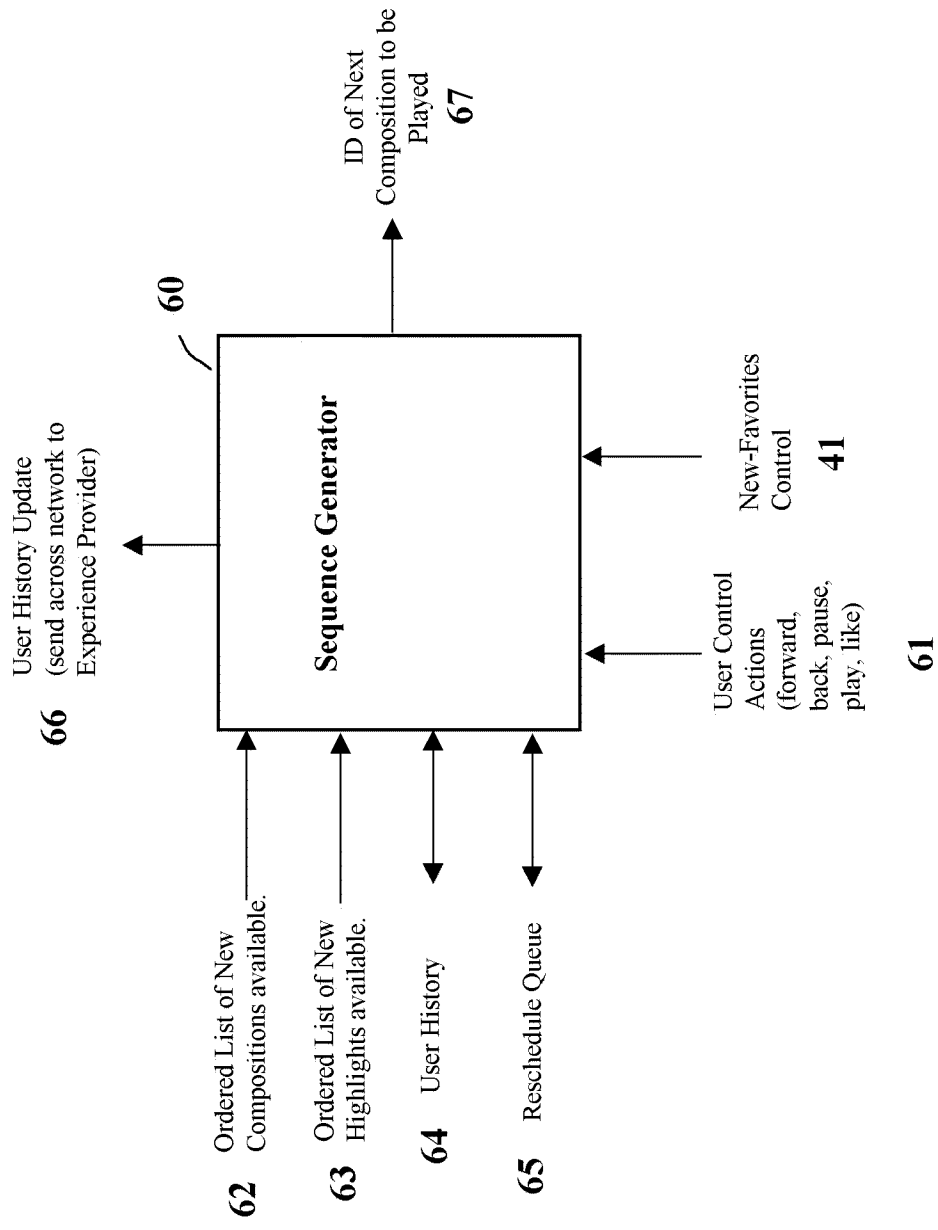 User History Update
(send across network to
Experience Provider)
66
60
62
Ordered List of New
Compositions available.
63
Ordered List of New
Highlights available.
64
User History
65
Reschedule Queue
Sequence Generator
ID of Next
Composition to be
Played
67
User Control
Actions
(forward,
back, pause,
play, like)
61
New-Favorites
Control
41